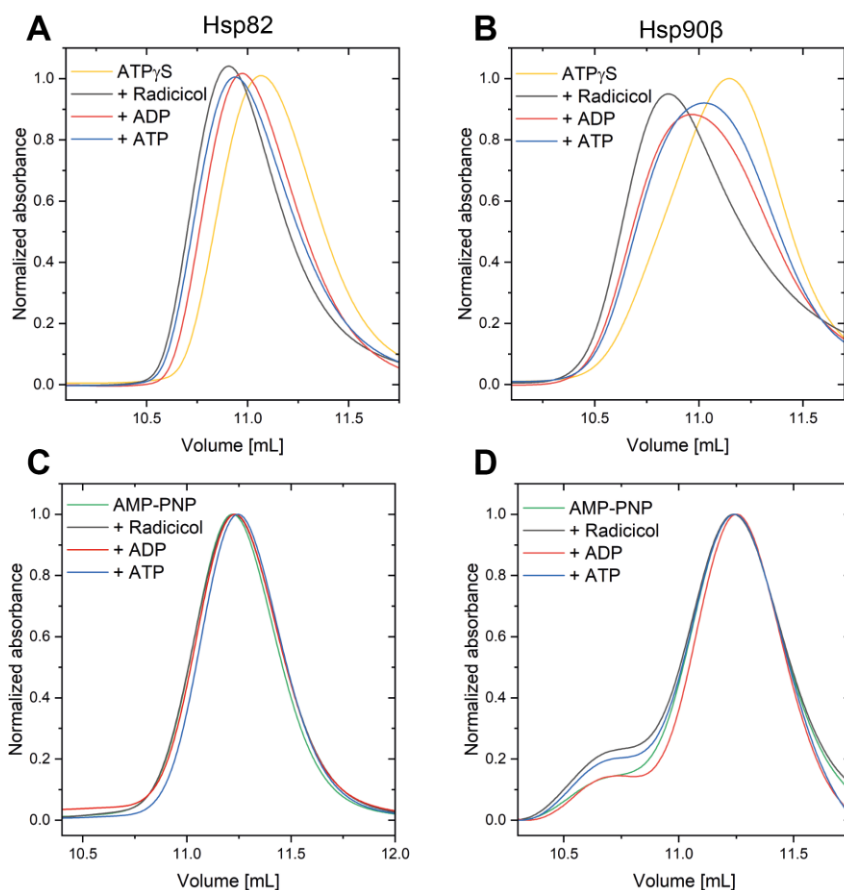 A
Hsp82
ATPγS
+ Radicicol
+ ADP
+ ATP
1.0
0.8
0.6
0.4
0.2
0.0
Normalized absorbance
10.5
11.0
11.5
Volume [mL]
B
Hsp90β
ATPγS
+ Radicicol
+ ADP
+ ATP
1.0
0.8
0.6
0.4
0.2
0.0
Normalized absorbance
10.5
11.0
11.5
Volume [mL]
C
AMP-PNP
+ Radicicol
+ ADP
+ ATP
1.0
0.8
0.6
0.4
0.2
0.0
Normalized absorbance
10.5
11.0
11.5
12.0
Volume [mL]
D
AMP-PNP
+ Radicicol
+ ADP
+ ATP
1.0
0.8
0.6
0.4
0.2
0.0
Normalized absorbance
10.5
11.0
11.5
Volume [mL]